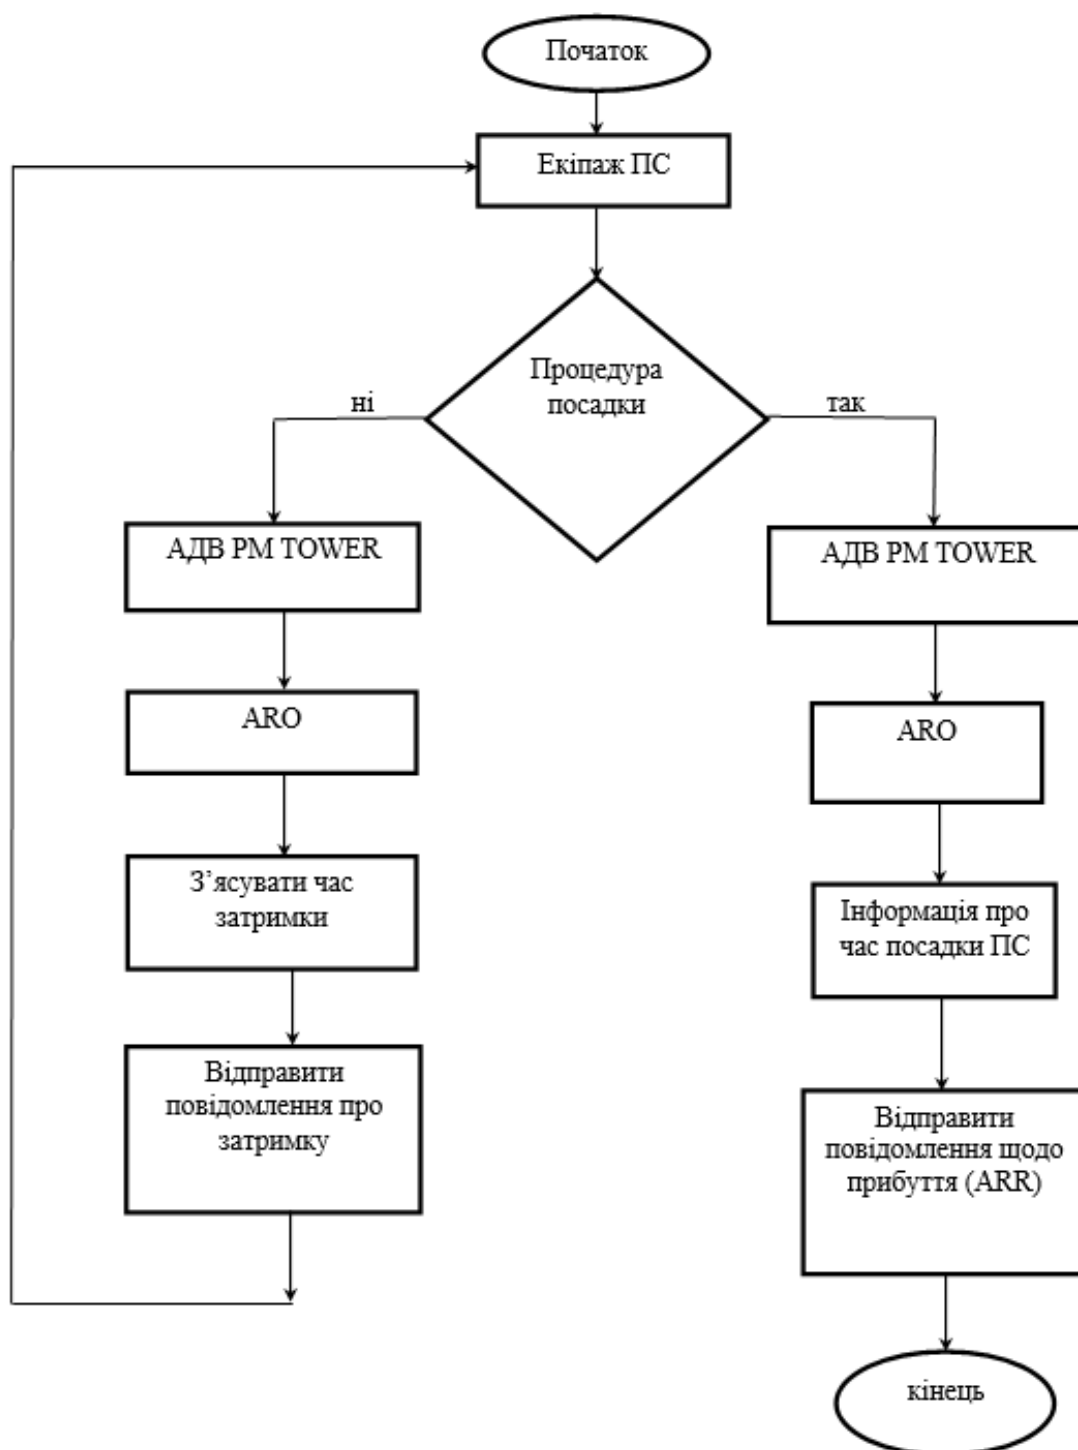 Початок
Екіпаж ПС
Процедура
посадки
ні
так
АДВ РМ TOWER
АДВ РМ TOWER
ARO
ARO
З’ясувати час
затримки
Інформація про
час посадки ПС
Відправити
повідомлення про
затримку
Відправити
повідомлення щодо
прибуття (ARR)
кінець